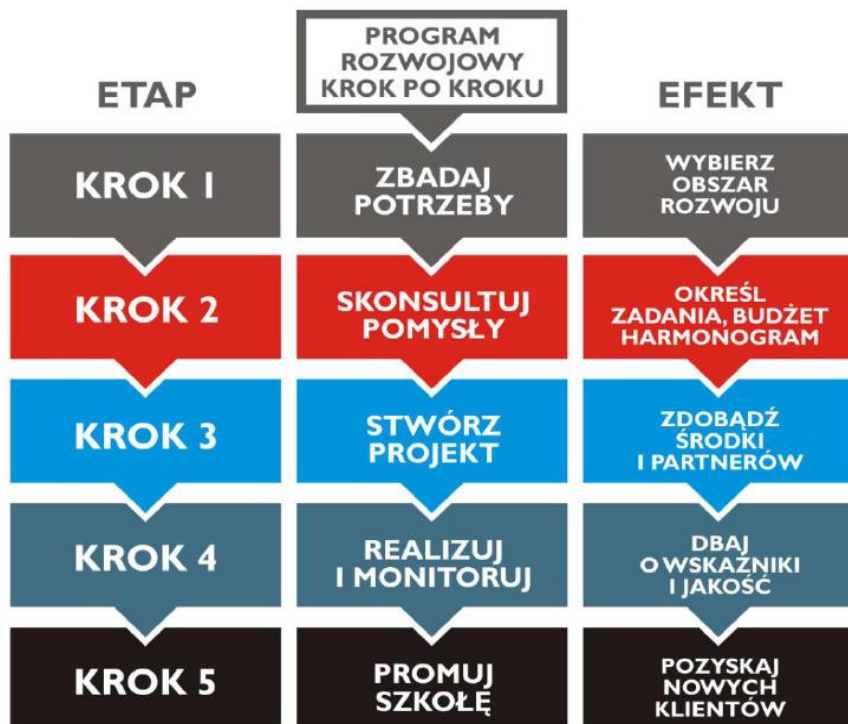 PROGRAM
ROZWOJOWY
KROK PO KROKU
ETAP
EFEKT
KROK 1
ZBADAJ
POTRZEBY
WYBIERZ
OBSZAR
ROZWOJU
KROK 2
SKONSULTUJ
POMYSŁY
OKREŚL
ZADANIA, BUDŻET
HARMONOGRAM
KROK 3
STWÓRZ
PROJEKT
ZDOBĄDŹ
ŚRODKI
I PARTNERÓW
KROK 4
REALIZUJ
I MONITORUJ
DBAJ
O WSKAŹNIKI
I JAKOŚĆ
KROK 5
PROMUJ
SZKOŁĘ
POZYSKAJ
NOWYCH
KLIENTÓW